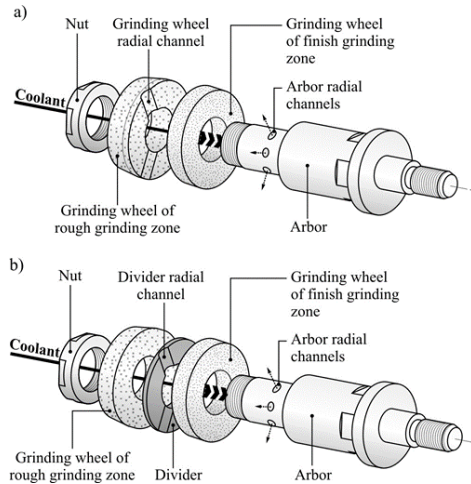 a)
Nut
Grinding wheel
radial channel
Grinding wheel
of finish grinding
zone
Coolant
Arbor radial
channels
Grinding wheel of
rough grinding zone
Arbor
b)
Nut
Divider radial
channel
Grinding wheel
of finish grinding
zone
Coolant
Arbor radial
channels
Grinding wheel of
rough grinding zone
Divider
Arbor